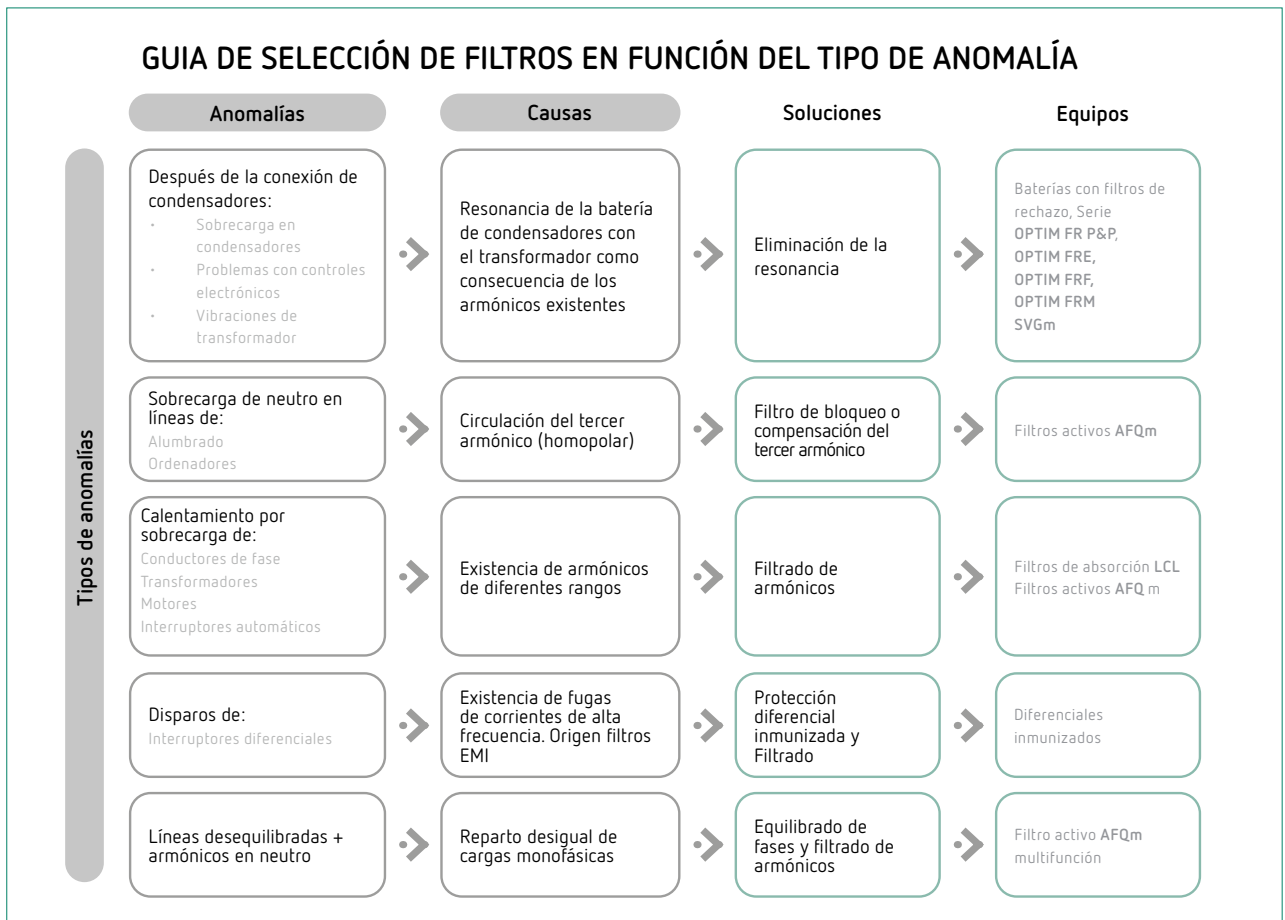 GUIA DE SELECCIÓN DE FILTROS EN FUNCIÓN DEL TIPO DE ANOMALÍA
Anomalías
Causas
Soluciones
Equipos
Tipos de anomalías
Después de la conexión de
condensadores:
• Sobrecarga en
condensadores
• Problemas con controles
electrónicos
• Vibraciones de
transformador
Resonancia de la batería
de condensadores con
el transformador como
consecuencia de los
armónicos existentes
Eliminación de la
resonancia
Baterías con filtros de
rechazo, Serie
OPTIM FR P&P,
OPTIM FRE,
OPTIM FRF,
OPTIM FRM
SVGm
Sobrecarga de neutro en
líneas de:
Alumbrado
Ordenadores
Circulación del tercer
armónico (homopolar)
Filtro de bloqueo o
compensación del
tercer armónico
Filtros activos AFQm
Calentamiento por
sobrecarga de:
Conductores de fase
Transformadores
Motores
Interruptores automáticos
Existencia de armónicos
de diferentes rangos
Filtrado de
armónicos
Filtros de absorción LCL
Filtros activos AFQ m
Disparos de:
Interruptores diferenciales
Existencia de fugas
de corrientes de alta
frecuencia. Origen filtros
EMI
Protección
diferencial
inmunizada y
Filtrado
Diferenciales
inmunizados
Líneas desequilibradas +
armónicos en neutro
Reparto desigual de
cargas monofásicas
Equilibrado de
fases y filtrado de
armónicos
Filtro activo AFQm
multifunción